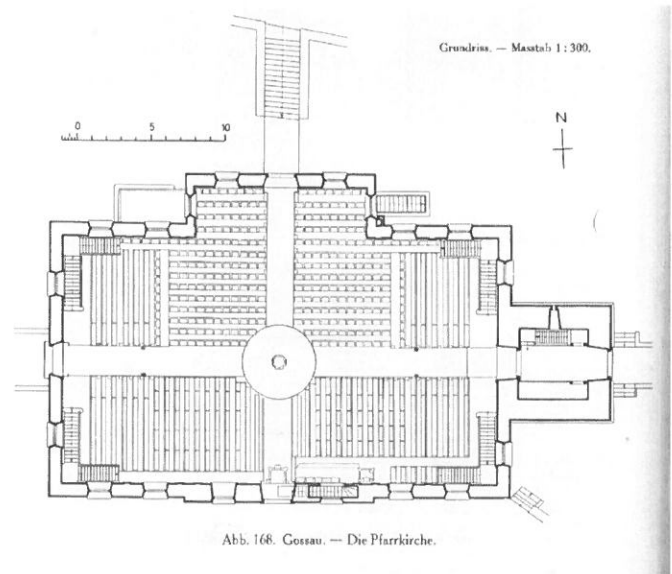 Grundriss. — Masstab 1 : 300.
0 5 10
N
Abb. 168. Gossau. — Die Pfarrkirche.